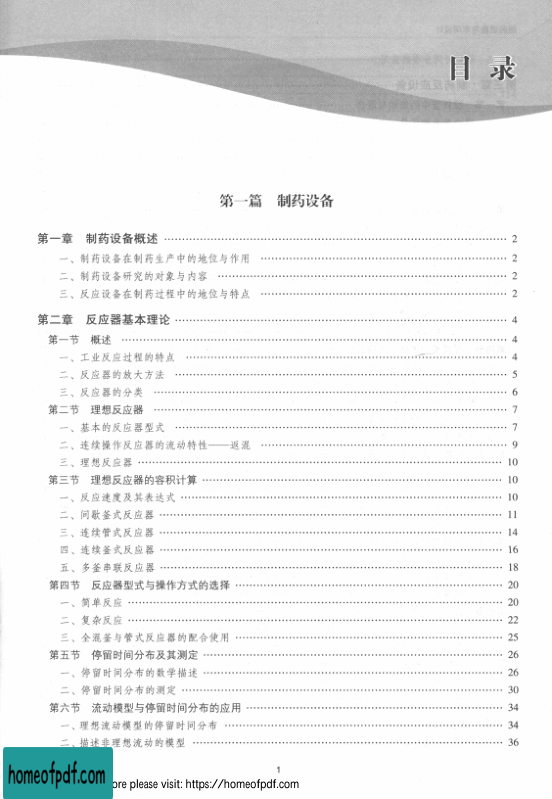 目 录
第一篇 制药设备
第一章 制药设备概述 …… 2
一、制药设备在制药生产中的地位与作用 …… 2
二、制药设备研究的对象与内容 …… 2
三、反应设备在制药过程中的地位与特点 …… 2
第二章 反应器基本理论 …… 4
第一节 概述 …… 4
一、工业反应过程的特点 …… 4
二、反应器的放大方法 …… 5
三、反应器的分类 …… 6
第二节 理想反应器 …… 7
一、基本的反应器型式 …… 7
二、连续操作反应器的流动特性——返混 …… 9
三、理想反应器 …… 10
第三节 理想反应器的容积计算 …… 10
一、反应速度及其表达式 …… 10
二、间歇釜式反应器 …… 11
三、连续管式反应器 …… 14
四、连续釜式反应器 …… 16
五、多釜串联反应器 …… 18
第四节 反应器型式与操作方式的选择 …… 20
一、简单反应 …… 20
二、复杂反应 …… 22
三、全混釜与管式反应器的配合使用 …… 25
第五节 停留时间分布及其测定 …… 26
一、停留时间分布的数学描述 …… 26
二、停留时间分布的测定 …… 30
第六节 流动模型与停留时间分布的应用 …… 34
一、理想流动模型的停留时间分布 …… 34
二、描述非理想流动的模型 …… 36
1
homeofpdf.com
ore please visit: https://homeofpdf.com